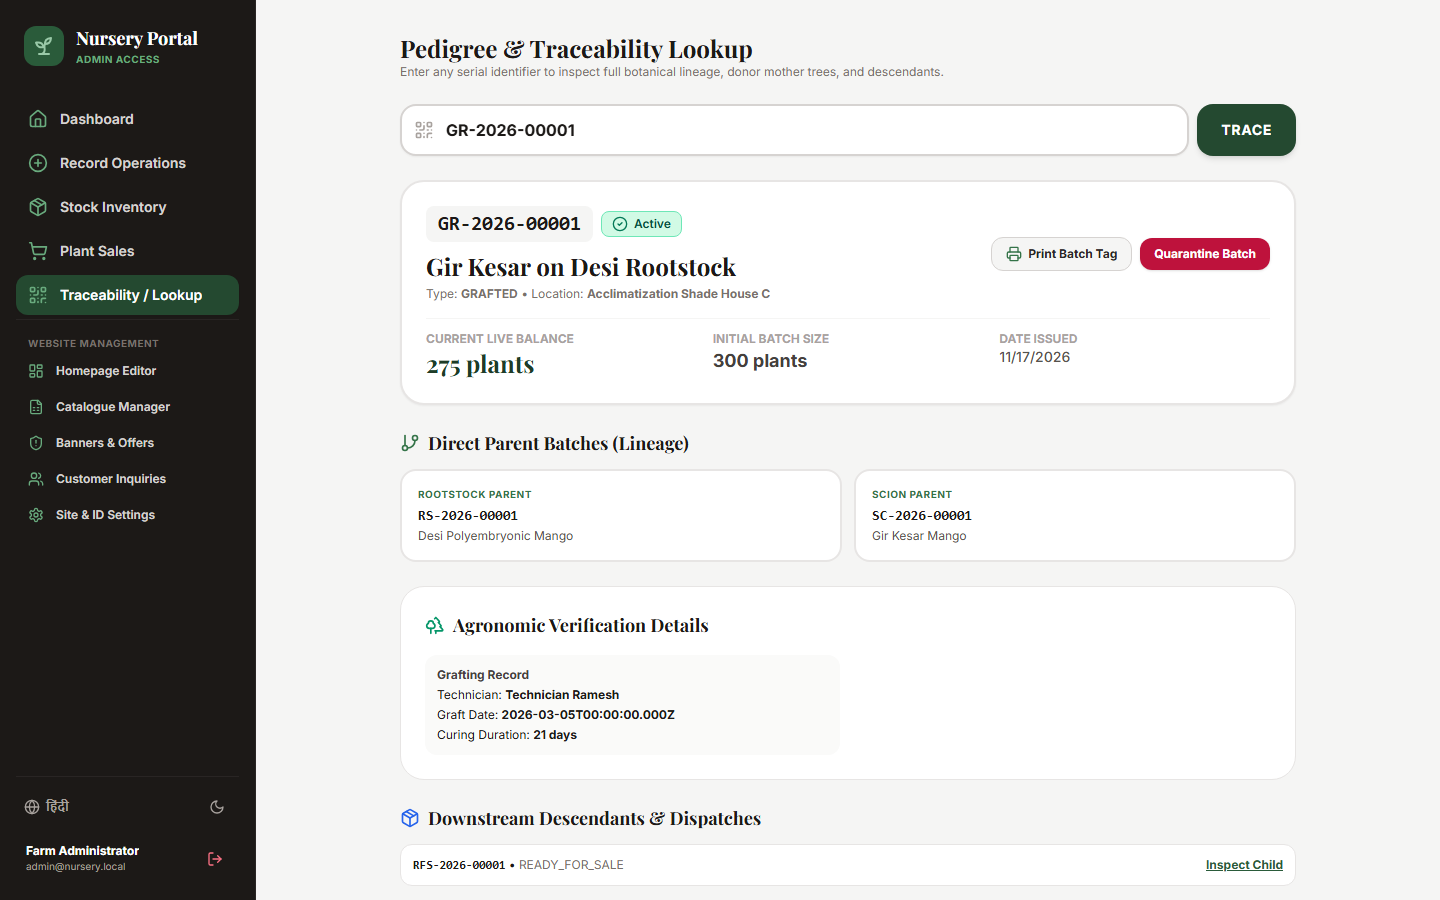 Nursery Portal
ADMIN ACCESS
Dashboard
Record Operations
Stock Inventory
Plant Sales
Traceability / Lookup
WEBSITE MANAGEMENT
Homepage Editor
Catalogue Manager
Banners & Offers
Customer Inquiries
Site & ID Settings
हिंदी
Farm Administrator
admin@nursery.local
Pedigree & Traceability Lookup
Enter any serial identifier to inspect full botanical lineage, donor mother trees, and descendants.
GR-2026-00001
TRACE
GR-2026-00001
Active
Gir Kesar on Desi Rootstock
Type: GRAFTED • Location: Acclimatization Shade House C
Print Batch Tag
Quarantine Batch
CURRENT LIVE BALANCE
275 plants
INITIAL BATCH SIZE
300 plants
DATE ISSUED
11/17/2026
Direct Parent Batches (Lineage)
ROOTSTOCK PARENT
RS-2026-00001
Desi Polyembryonic Mango
SCION PARENT
SC-2026-00001
Gir Kesar Mango
Agronomic Verification Details
Grafting Record
Technician: Technician Ramesh
Graft Date: 2026-03-05T00:00:00.000Z
Curing Duration: 21 days
Downstream Descendants & Dispatches
RFS-2026-00001 • READY_FOR_SALE
Inspect Child